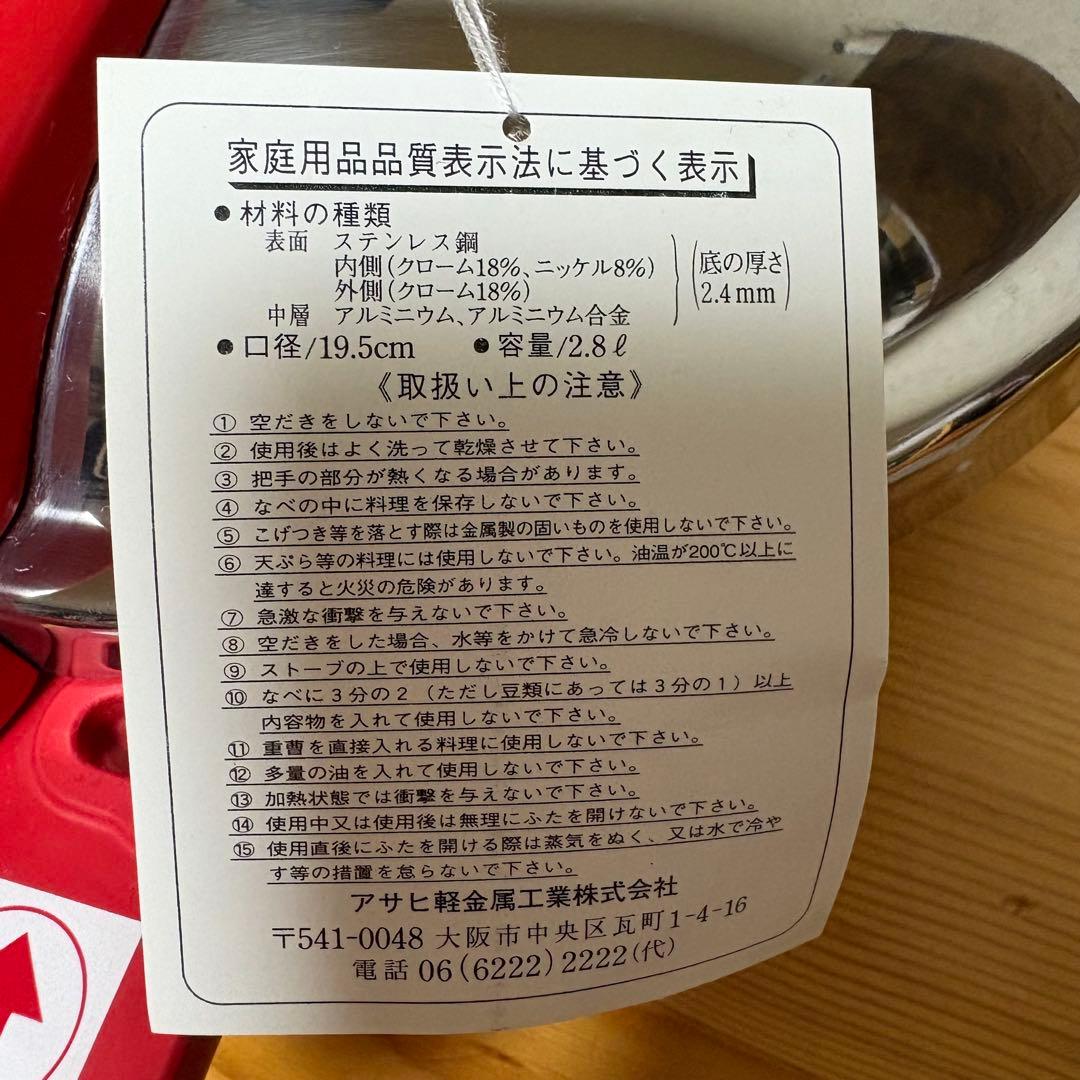 家庭用品品質表示法に基づく表示
●材料の種類
表面 ステンレス鋼
内側(クローム18%、ニッケル8%)
外側(クローム18%)
中層 アルミニウム、アルミニウム合金
(底の厚さ
2.4mm)
●口径/19.5cm ●容量/2.8ℓ
《取扱い上の注意》
① 空だきをしないで下さい。
② 使用後はよく洗って乾燥させて下さい。
③ 把手の部分が熱くなる場合があります。
④ なべの中に料理を保存しないで下さい。
⑤ こげつき等を落とす際は金属製の固いものを使用しないで下さい。
⑥ 天ぷら等の料理には使用しないで下さい。油温が200℃以上に
達すると火災の危険があります。
⑦ 急激な衝撃を与えないで下さい。
⑧ 空だきをした場合、水等をかけて急冷しないで下さい。
⑨ ストーブの上で使用しないで下さい。
⑩ なべに3分の2(ただし豆類にあっては3分の1)以上
内容物を入れて使用しないで下さい。
⑪ 重曹を直接入れる料理に使用しないで下さい。
⑫ 多量の油を入れて使用しないで下さい。
⑬ 加熱状態では衝撃を与えないで下さい。
⑭ 使用中又は使用後は無理にふたを開けないで下さい。
⑮ 使用直後にふたを開ける際は蒸気をぬく、又は水で冷や
す等の措置を怠らないで下さい。
アサヒ軽金属工業株式会社
〒541-0048 大阪市中央区瓦町1-4-16
電話 06(6222)2222(代)